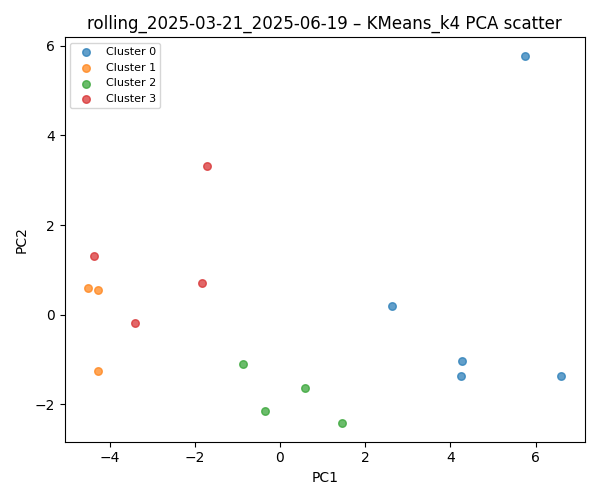 rolling_2025-03-21_2025-06-19 – KMeans_k4 PCA scatter
Cluster 0
Cluster 1
Cluster 2
Cluster 3
PC2
6
4
2
0
−2
−4
−2
0
2
4
6
PC1